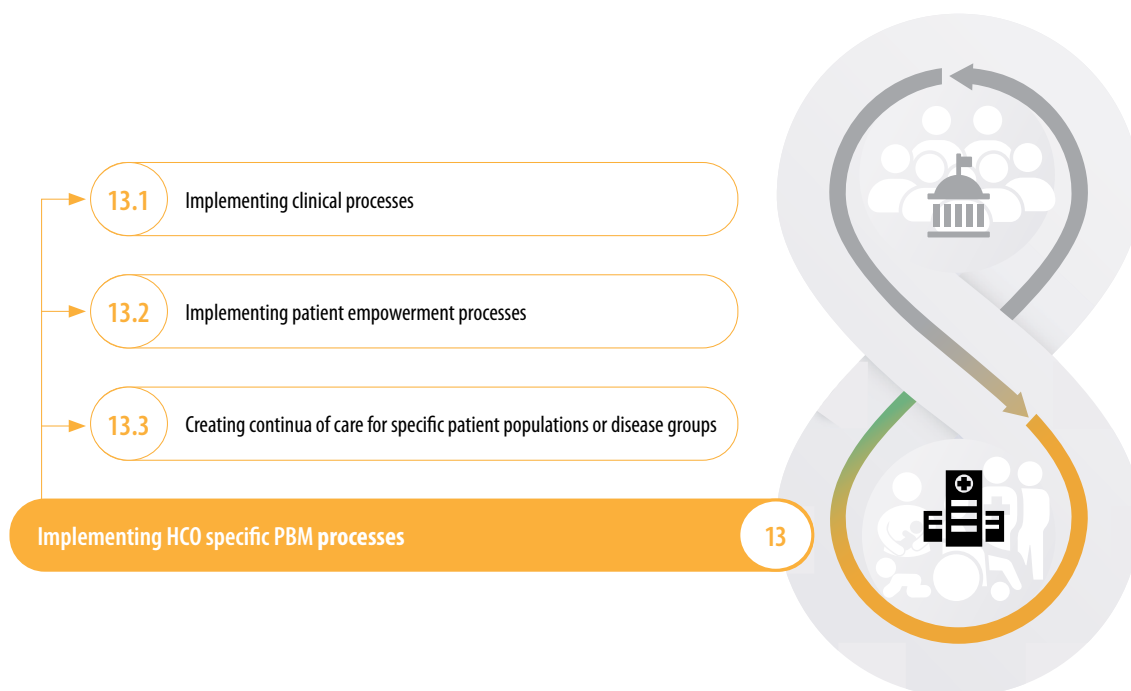 13.1 Implementing clinical processes
13.2 Implementing patient empowerment processes
13.3 Creating continua of care for specific patient populations or disease groups
Implementing HCO specific PBM processes 13